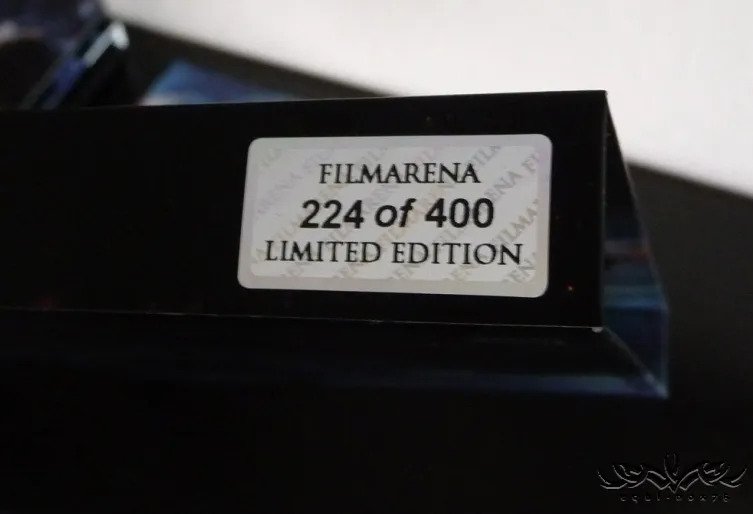 FILMARENA
224 of 400
LIMITED EDITION